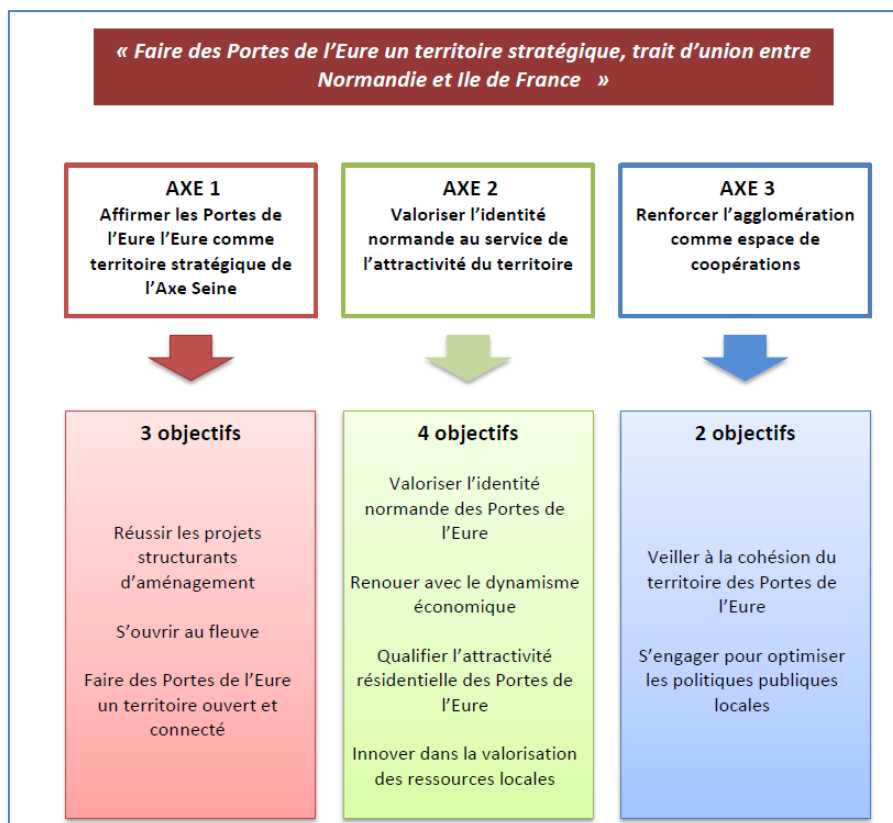 « Faire des Portes de l’Eure un territoire stratégique, trait d’union entre
Normandie et Ile de France »
AXE 1
Affirmer les Portes de
l’Eure l’Eure comme
territoire stratégique de
l’Axe Seine
AXE 2
Valoriser l’identité
normande au service de
l’attractivité du territoire
AXE 3
Renforcer l’agglomération
comme espace de
coopérations
3 objectifs
Réussir les projets
structurants
d’aménagement
S’ouvrir au fleuve
Faire des Portes de l’Eure
un territoire ouvert et
connecté
4 objectifs
Valoriser l’identité
normande des Portes de
l’Eure
Renouer avec le dynamisme
économique
Qualifier l’attractivité
résidentielle des Portes de
l’Eure
Innover dans la valorisation
des ressources locales
2 objectifs
Veiller à la cohésion du
territoire des Portes de
l’Eure
S’engager pour optimiser
les politiques publiques
locales